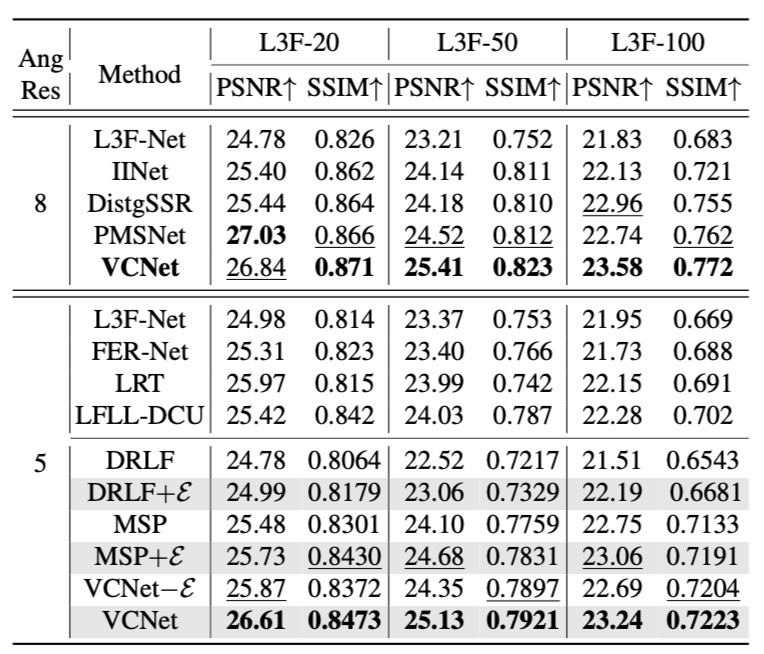 Ang Res Method L3F-20 L3F-50 L3F-100
PSNR↑ SSIM↑ PSNR↑ SSIM↑ PSNR↑ SSIM↑
L3F-Net 24.78 0.826 23.21 0.752 21.83 0.683
IINet 25.40 0.862 24.14 0.811 22.13 0.721
8 DistgSSR 25.44 0.864 24.18 0.810 22.96 0.755
PMSNet 27.03 0.866 24.52 0.812 22.74 0.762
VCNet 26.84 0.871 25.41 0.823 23.58 0.772
L3F-Net 24.98 0.814 23.37 0.753 21.95 0.669
FER-Net 25.31 0.823 23.40 0.766 21.73 0.688
LRT 25.97 0.815 23.99 0.742 22.15 0.691
LFLL-DCU 25.42 0.842 24.03 0.787 22.28 0.702
5 DRLF 24.78 0.8064 22.52 0.7217 21.51 0.6543
DRLF+ℰ 24.99 0.8179 23.06 0.7329 22.19 0.6681
MSP 25.48 0.8301 24.10 0.7759 22.75 0.7133
MSP+ℰ 25.73 0.8430 24.68 0.7831 23.06 0.7191
VCNet−ℰ 25.87 0.8372 24.35 0.7897 22.69 0.7204
VCNet 26.61 0.8473 25.13 0.7921 23.24 0.7223